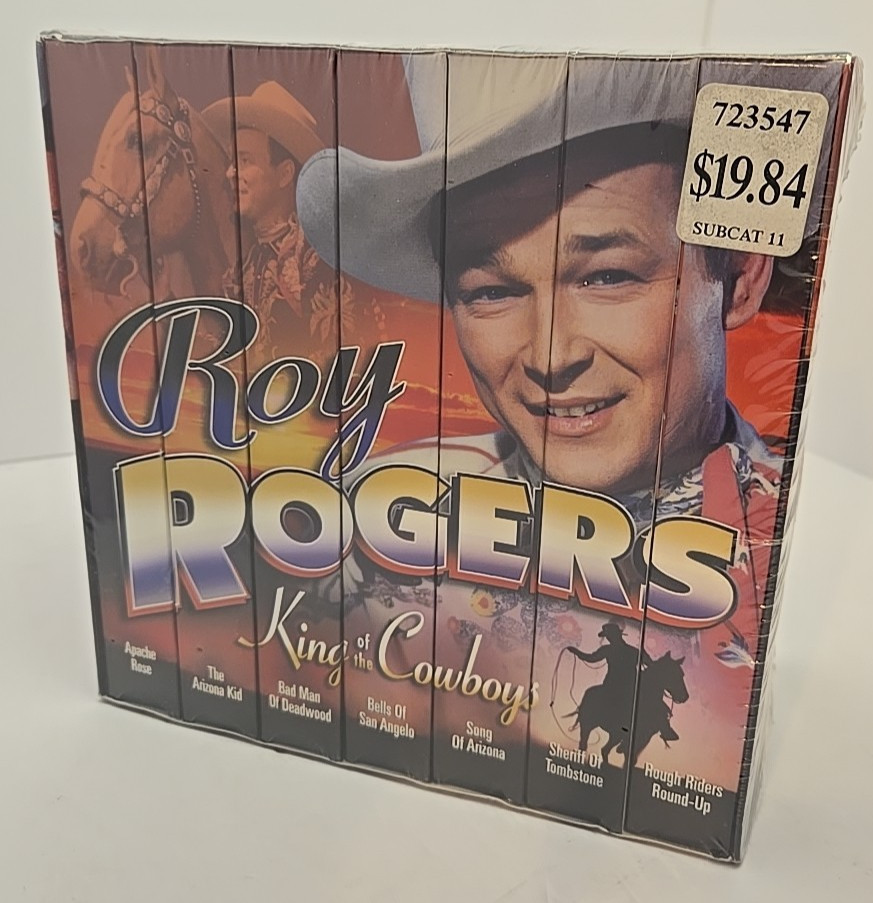 723547
$19.84
SUBCAT 11
Roy
ROGERS
King of the Cowboys
Apache
Rose
The
Arizona Kid
Bad Man
Of Deadwood
Bells Of
San Angelo
Song
Of Arizona
Sheriff Of
Tombstone
Rough Riders
Round-Up